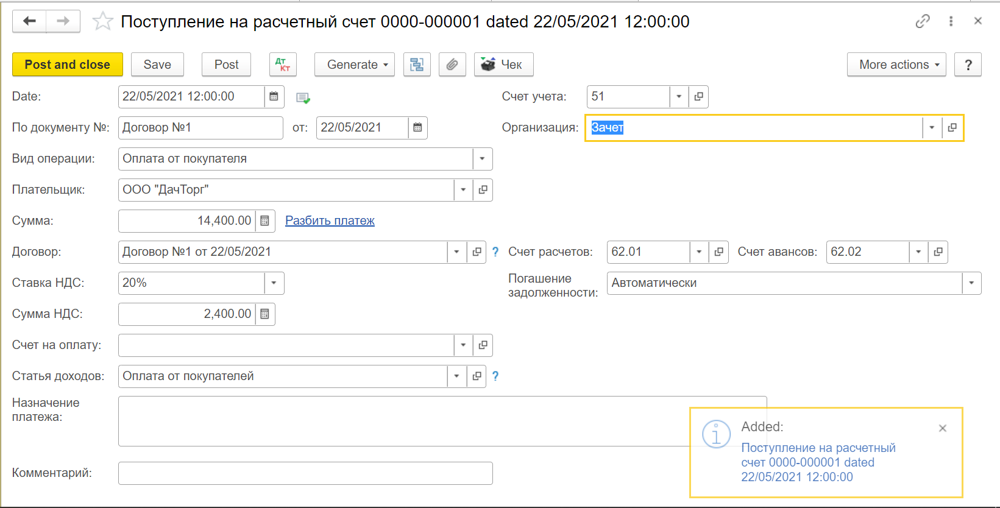 Поступление на расчетный счет 0000-000001 dated 22/05/2021 12:00:00
Post and close Save Post Дт Кт Generate Чек More actions ?
Date: 22/05/2021 12:00:00 Счет учета: 51
По документу №: Договор №1 от: 22/05/2021 Организация: Зачет
Вид операции: Оплата от покупателя
Плательщик: ООО "ДачТорг"
Сумма: 14,400.00 Разбить платеж
Договор: Договор №1 от 22/05/2021 ? Счет расчетов: 62.01 Счет авансов: 62.02
Ставка НДС: 20% Погашение задолженности: Автоматически
Сумма НДС: 2,400.00
Счет на оплату:
Статья доходов: Оплата от покупателей ?
Назначение
платежа:
Added:
Поступление на расчетный
счет 0000-000001 dated
22/05/2021 12:00:00
Комментарий: